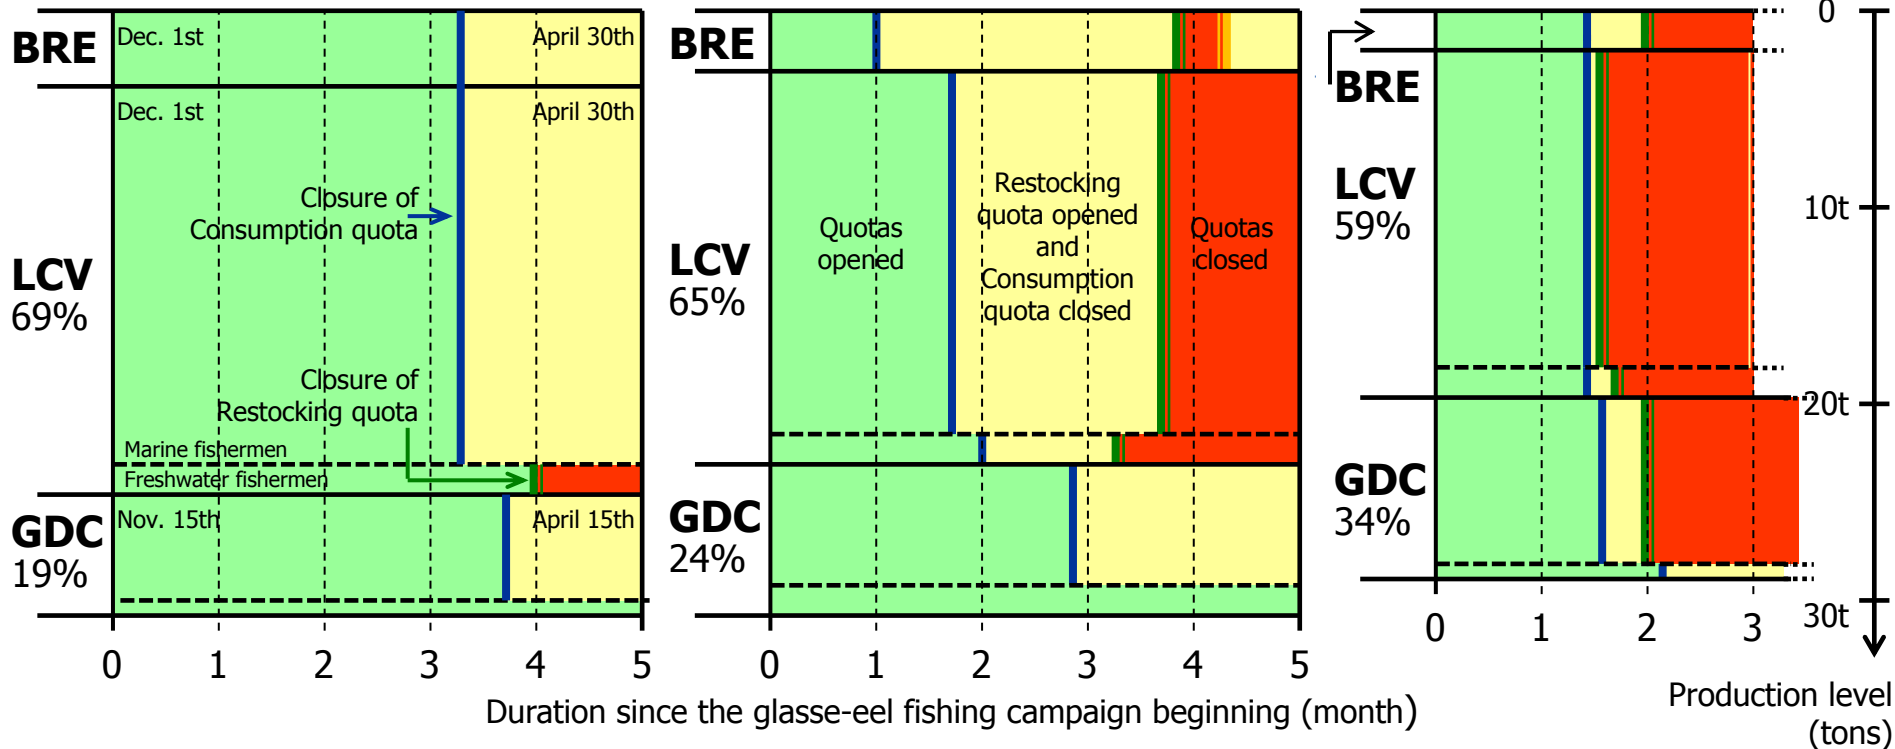 BRE
Dec. 1st
April 30th
Dec. 1st
April 30th
Closure of
Consumption quota
LCV
69%
Closure of
Restocking quota
Marine fishermen
Freshwater fishermen
GDC
19%
Nov. 15th
April 15th
0 1 2 3 4 5
BRE
LCV
65%
Quotas
opened
Restocking
quota opened
and
Consumption
quota closed
Quotas
closed
GDC
24%
0 1 2 3 4 5
BRE
LCV
59%
GDC
34%
0 1 2 3
0
10t
20t
30t
Duration since the glasse-eel fishing campaign beginning (month)
Production level
(tons)